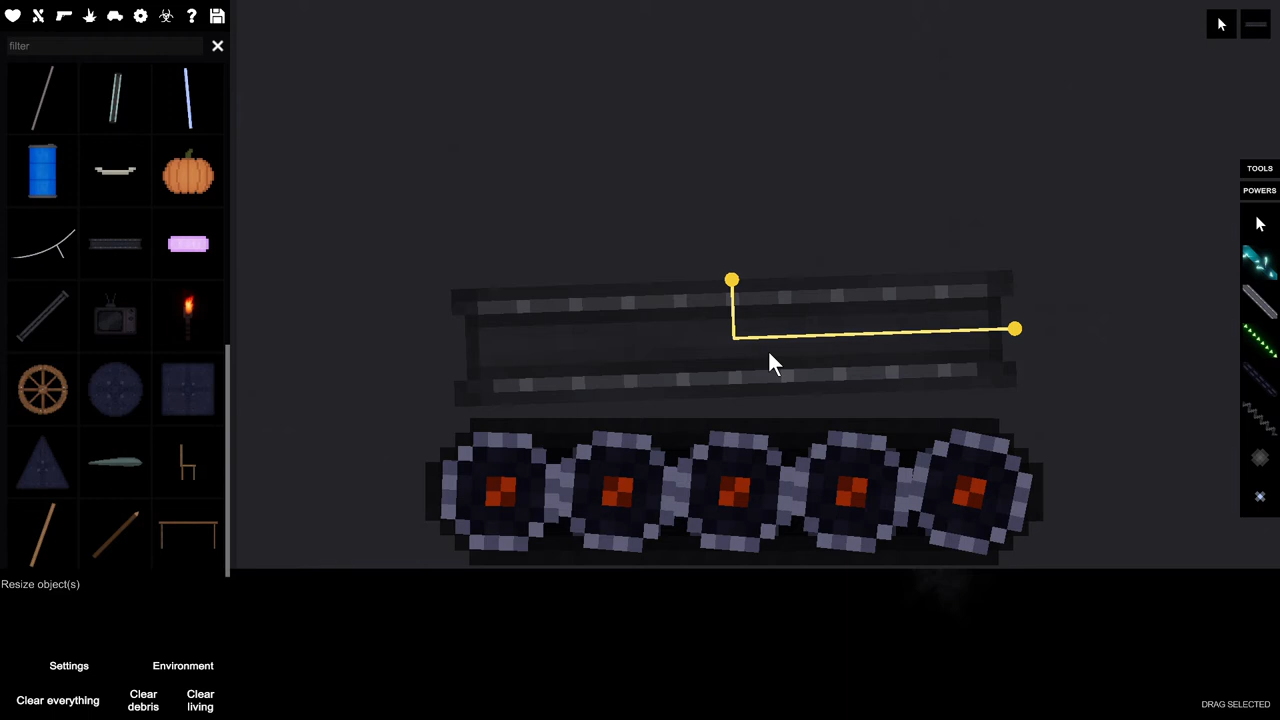 filter
TOOLS
POWERS
Resize object(s)
Settings
Environment
Clear everything
Clear
debris
Clear
living
DRAG SELECTED